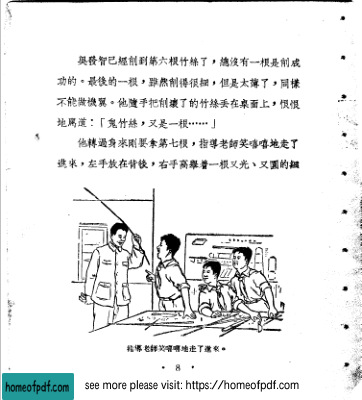 吳發智已經削到第六根竹絲了，總沒有一根是削成
功的。最後的一根，雖然削得很細，但是太薄了，同樣
不能做機翼。他隨手把削壞了的竹絲丟在桌面上，恨恨
地罵道：「鬼竹絲，又是一根……」
他轉過身來剛要拿第七根，指導老師笑嘻嘻地走了
進來，左手放在背後，右手高舉着一根又光、又圓的細
指導老師笑嘻嘻地走了進來。
• 8 •
homeofpdf.com
see more please visit: https://homeofpdf.com